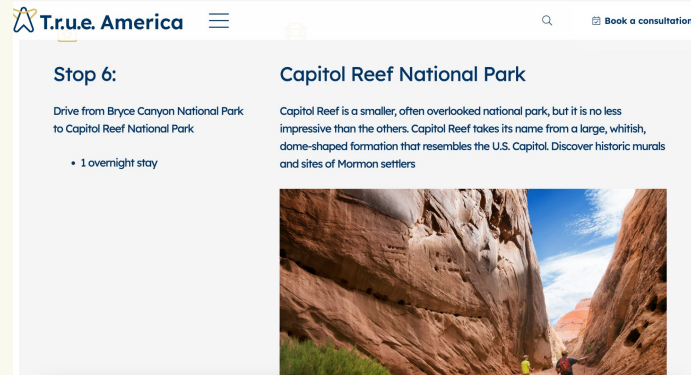 T.r.u.e. America
Book a consultation
Stop 6:
Drive from Bryce Canyon National Park
to Capitol Reef National Park
• 1 overnight stay
Capitol Reef National Park
Capitol Reef is a smaller, often overlooked national park, but it is no less
impressive than the others. Capitol Reef takes its name from a large, whitish,
dome-shaped formation that resembles the U.S. Capitol. Discover historic murals
and sites of Mormon settlers